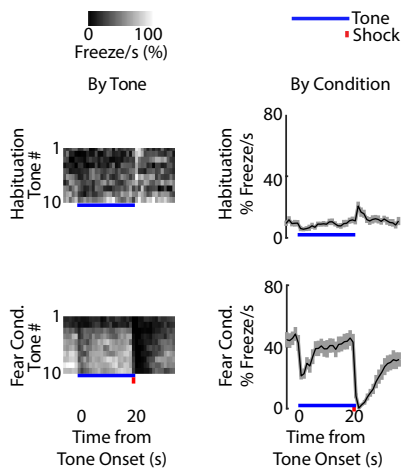 0 100
Freeze/s (%)
Tone
Shock
By Tone
By Condition
Habituation
Tone#
1
10
Habituation
% Freeze/s
80
40
0
Fear Cond.
Tone#
1
10
0 20
Time from
Tone Onset (s)
Fear Cond.
% Freeze/s
80
40
0
0 20
Time from
Tone Onset (s)